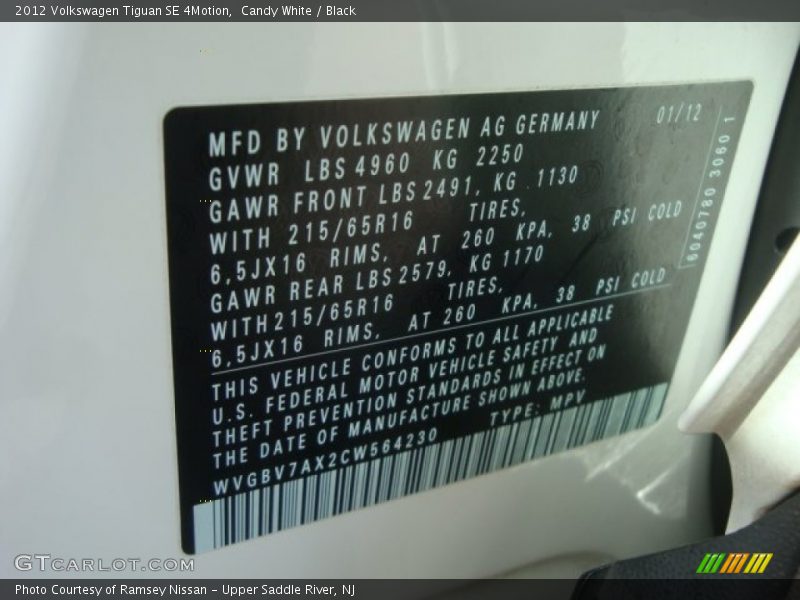 2012 Volkswagen Tiguan SE 4Motion, Candy White / Black
MFD BY VOLKSWAGEN AG GERMANY 01/12
GVWR LBS 4960 KG 2250
GAWR FRONT LBS 2491, KG 1130
WITH 215/65R16 TIRES,
6,5JX16 RIMS, AT 260 KPA, 38 PSI COLD
GAWR REAR LBS 2579, KG 1170
WITH 215/65R16 TIRES,
6,5JX16 RIMS, AT 260 KPA, 38 PSI COLD
6040780 30601
THIS VEHICLE CONFORMS TO ALL APPLICABLE
U.S. FEDERAL MOTOR VEHICLE SAFETY AND
THEFT PREVENTION STANDARDS IN EFFECT ON
THE DATE OF MANUFACTURE SHOWN ABOVE.
WVGBV7AX2CW564230 TYPE: MPV
GTCARLOT.COM
Photo Courtesy of Ramsey Nissan - Upper Saddle River, NJ